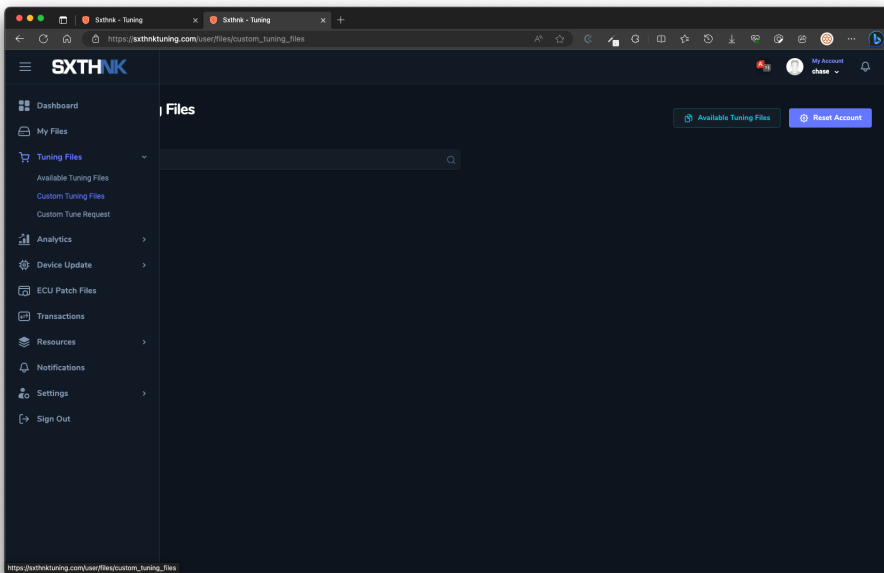 Sxthnk - Tuning
Sxthnk - Tuning
https://sxthnktuning.com/user/files/custom_tuning_files
SXTHNK
My Account
chase
Dashboard
My Files
Tuning Files
Available Tuning Files
Custom Tuning Files
Custom Tune Request
Analytics
Device Update
ECU Patch Files
Transactions
Resources
Notifications
Settings
Sign Out
Files
Available Tuning Files
Reset Account
https://sxthnktuning.com/user/files/custom_tuning_files